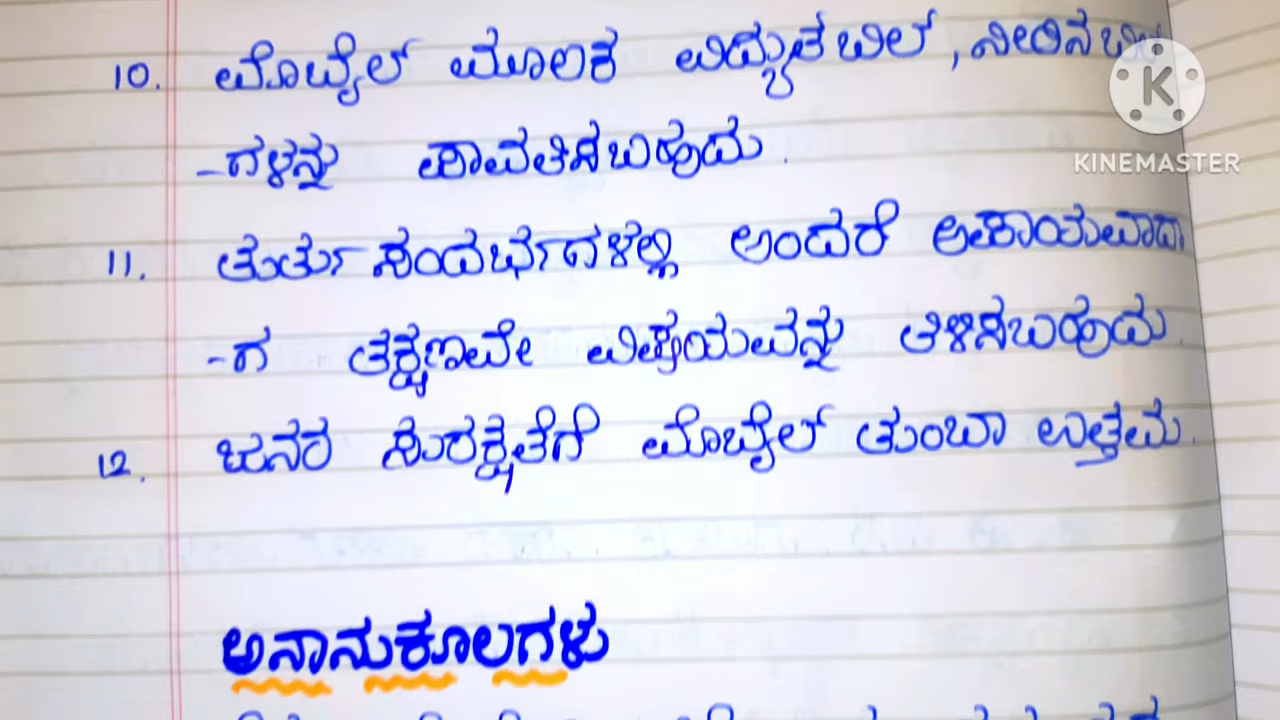 10. ಮೊಬೈಲ್ ಮೂಲಕ ವಿದ್ಯುತ ಬಿಲ್, ನೀರಿನ
-ಗಳನ್ನು ಪಾವತಿಸಬಹುದು.
11. ತುರ್ತು ಸಂದರ್ಭಗಳಲ್ಲಿ ಅಂದರೆ ಅಪಾಯವಾದಾ
-ಗ ತಕ್ಷಣವೇ ವಿಷಯವನ್ನು ತಿಳಿಸಬಹುದು.
12. ಜನರ ಸುರಕ್ಷತೆಗೆ ಮೊಬೈಲ್ ತುಂಬಾ ಉತ್ತಮ.
ಅನಾನುಕೂಲಗಳು
K
KINEMASTER